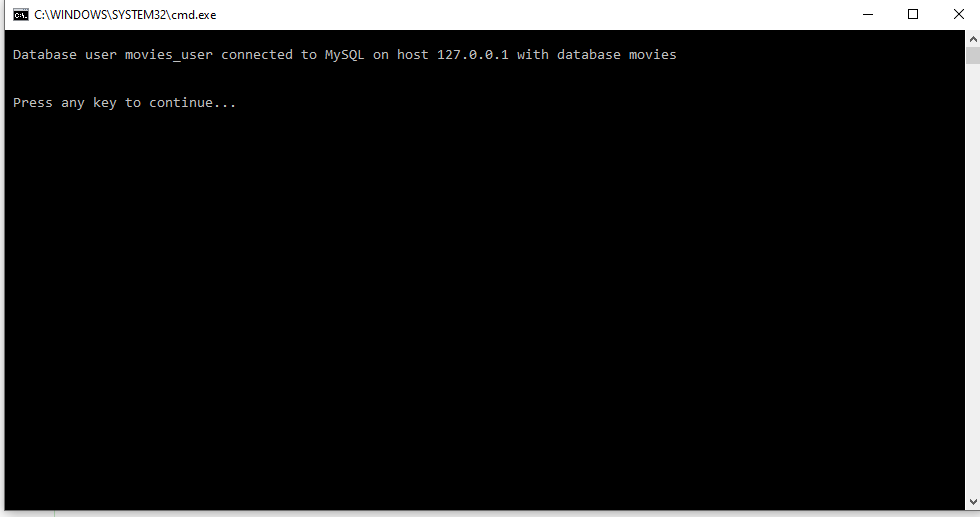 C:\WINDOWS\SYSTEM32\cmd.exe
Database user movies_user connected to MySQL on host 127.0.0.1 with database movies
Press any key to continue...